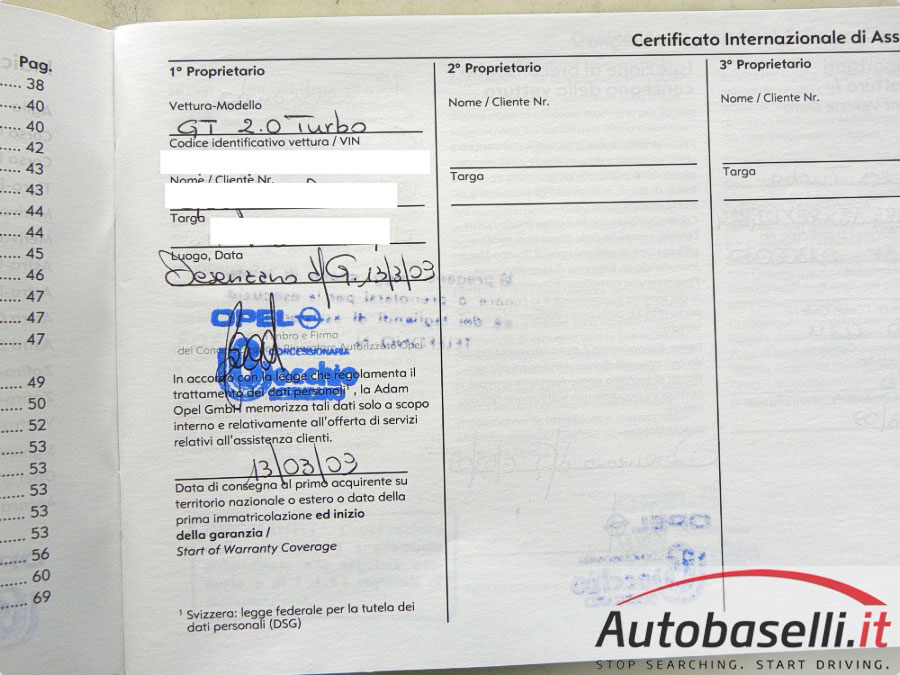 Pag.
38
40
40
42
43
43
44
44
45
46
47
47
47
49
50
52
53
53
53
53
53
56
60
69
Certificato Internazionale di Ass
1° Proprietario
Vettura-Modello
GT 2.0 Turbo
Codice identificativo vettura / VIN
Nome / Cliente Nr.
Targa
Luogo, Data
Desenzano d/G. 13/3/03
OPEL
Timbro e Firma
del Concessionario o Riparatore Autorizzato Opel
CONCESSIONARIA
In accordo con la legge che regolamenta il
trattamento dei dati personali¹, la Adam
Opel GmbH memorizza tali dati solo a scopo
interno e relativamente all'offerta di servizi
relativi all'assistenza clienti.
13/03/03
Data di consegna al primo acquirente su
territorio nazionale o estero o data della
prima immatricolazione ed inizio
della garanzia /
Start of Warranty Coverage
¹ Svizzera: legge federale per la tutela dei
dati personali (DSG)
2° Proprietario
Nome / Cliente Nr.
Targa
3° Proprietario
Nome / Cliente Nr.
Targa
Autobaselli.it
STOP SEARCHING. START DRIVING.